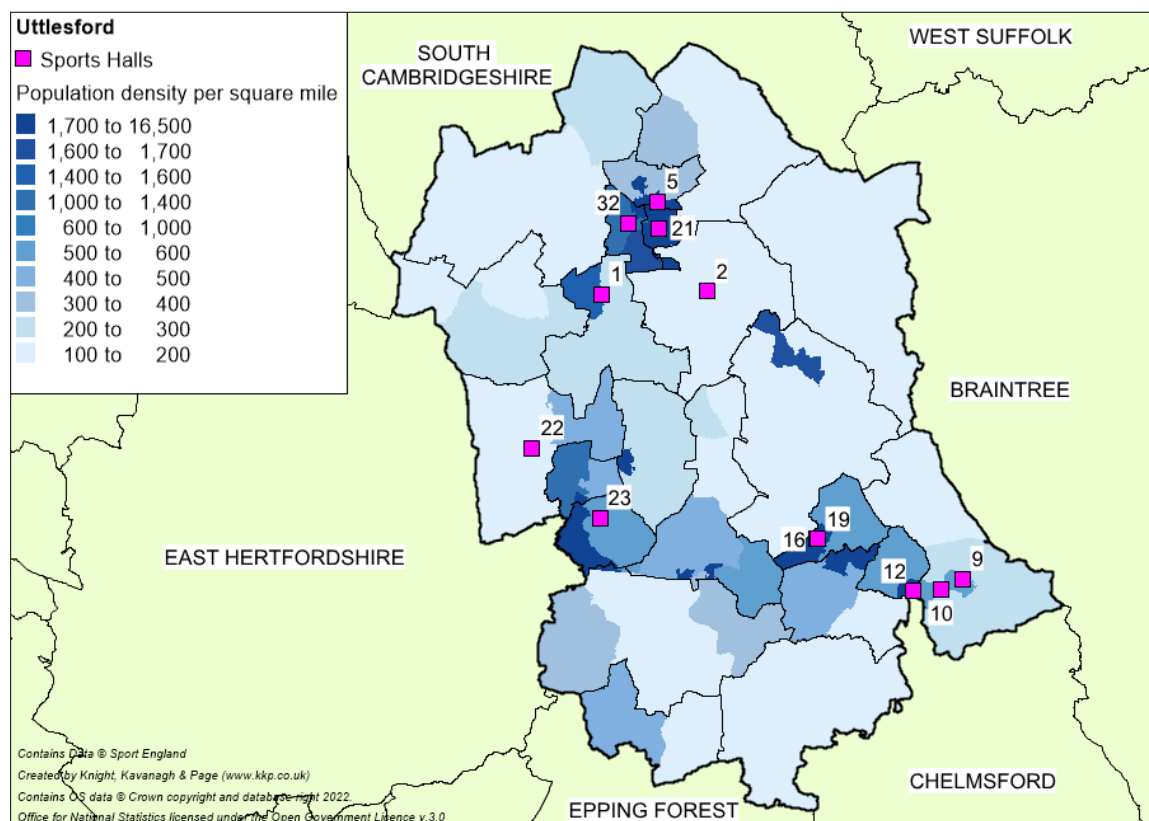 Uttlesford
Sports Halls
Population density per square mile
1,700 to 16,500
1,600 to 1,700
1,400 to 1,600
1,000 to 1,400
600 to 1,000
500 to 600
400 to 500
300 to 400
200 to 300
100 to 200
SOUTH
CAMBRIDGESHIRE
WEST SUFFOLK
5
32
21
1
2
BRAINTREE
22
23
19
16
EAST HERTFORDSHIRE
12
9
10
CHELMSFORD
EPPING FOREST
Contains Data © Sport England
Created by Knight, Kavanagh & Page (www.kkp.co.uk)
Contains OS data © Crown copyright and database right 2022.
Office for National Statistics licensed under the Open Government Licence v.3.0